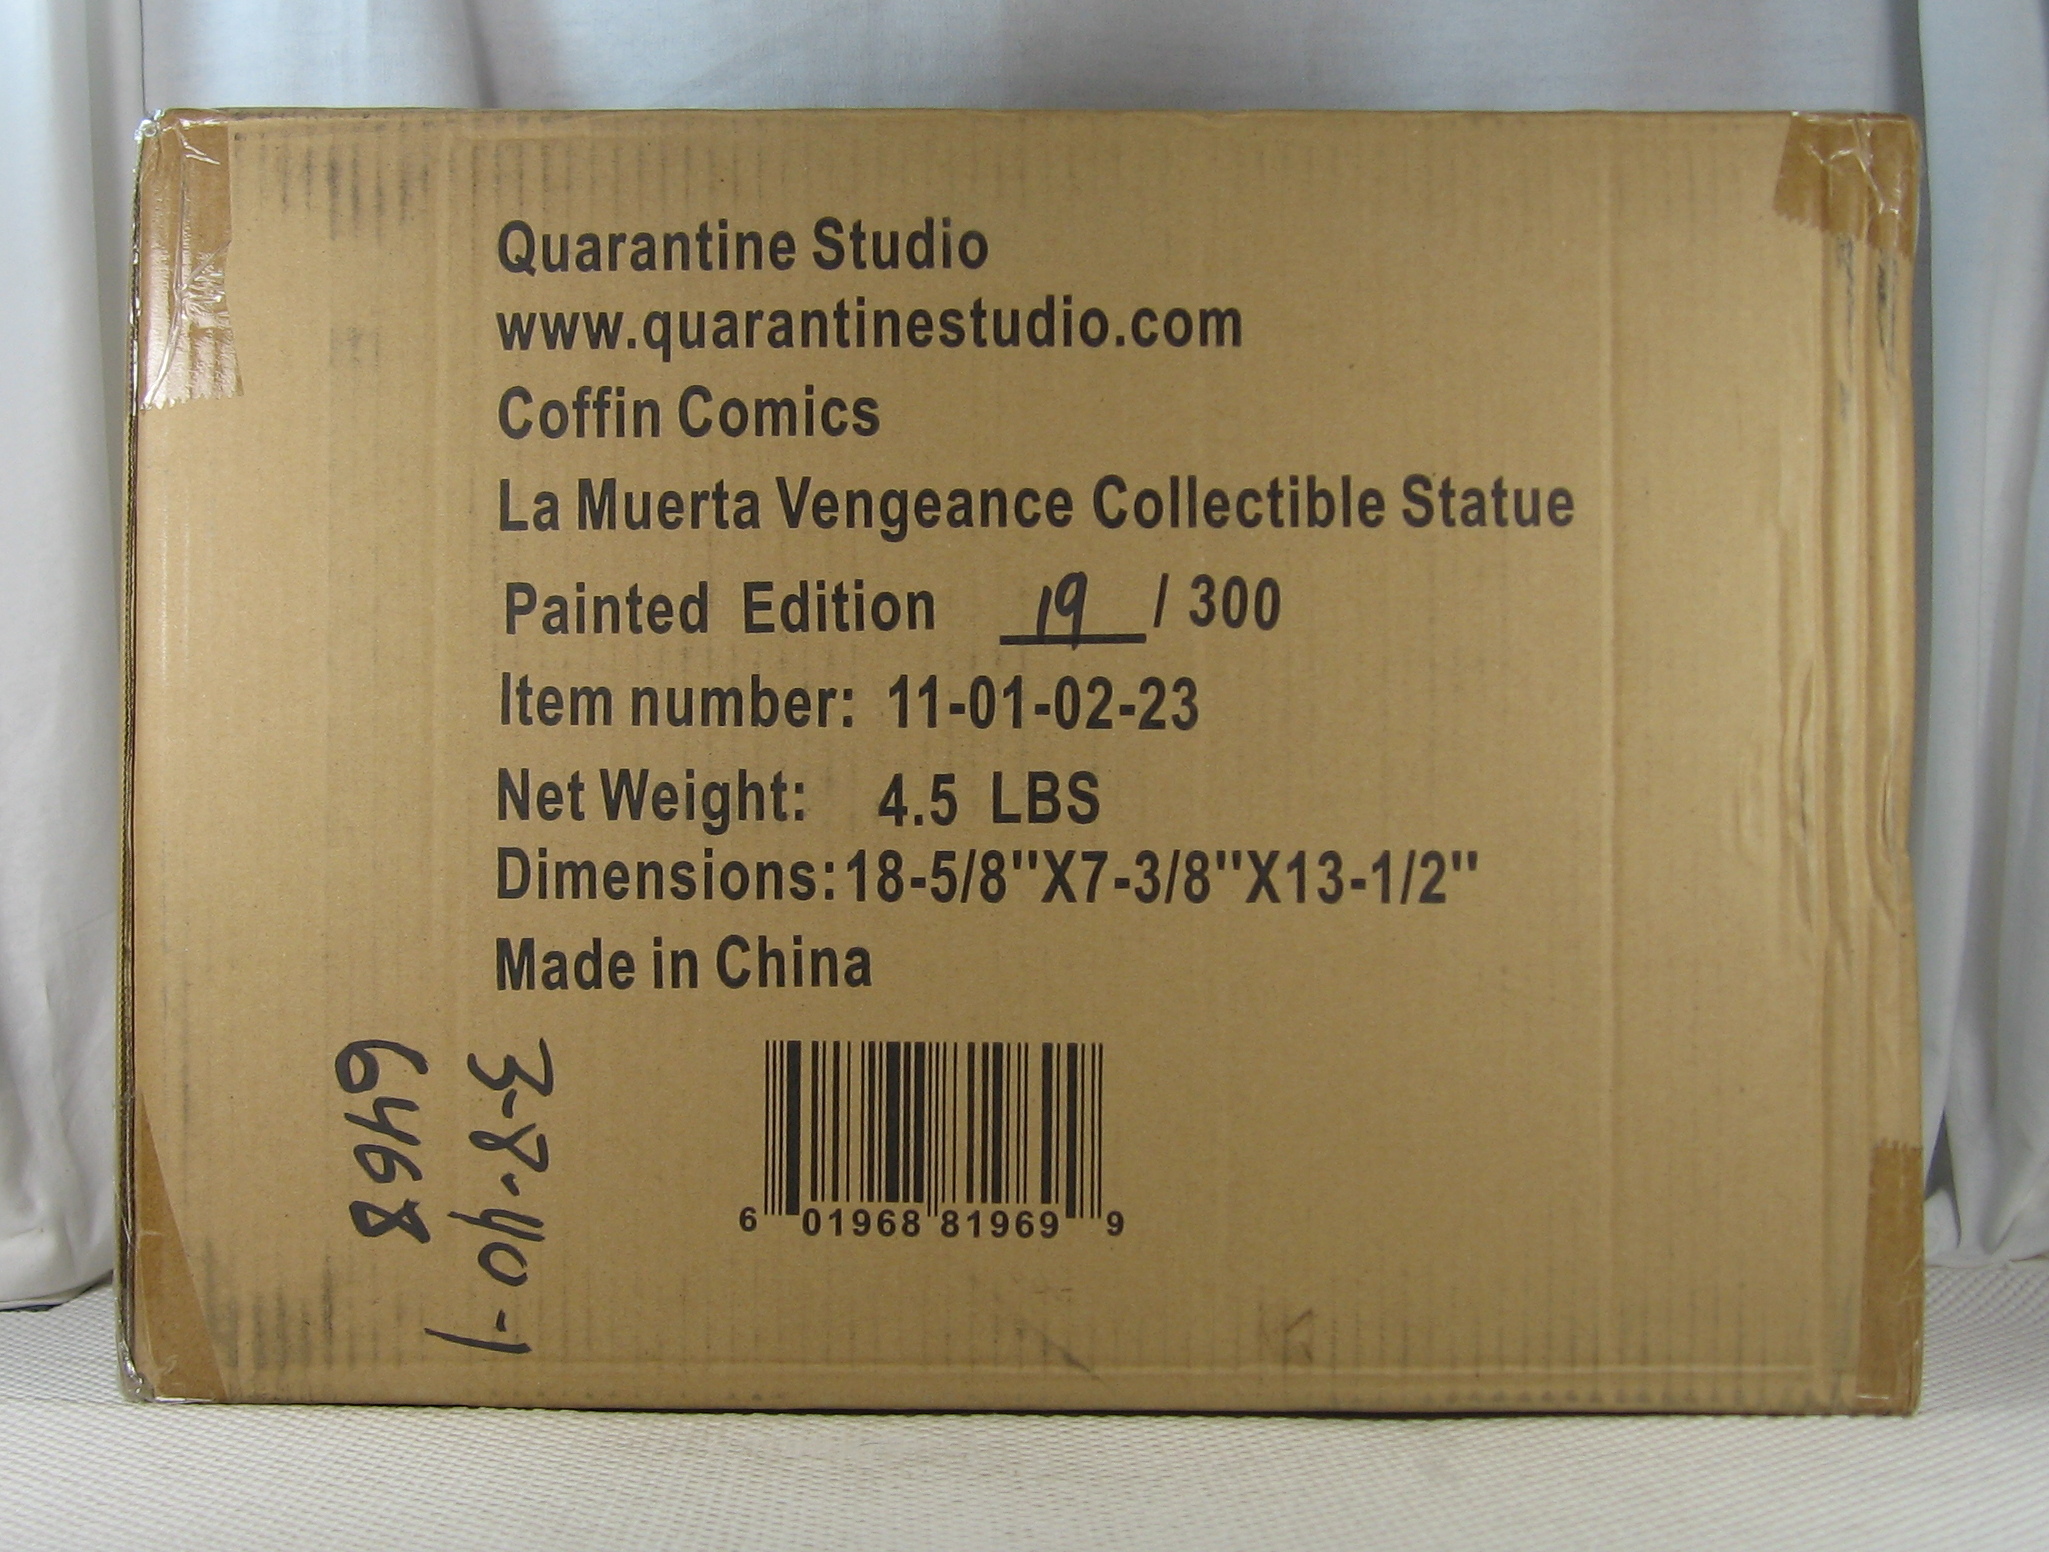 Quarantine Studio
www.quarantinestudio.com
Coffin Comics
La Muerta Vengeance Collectible Statue
Painted Edition 19 / 300
Item number: 11-01-02-23
Net Weight: 4.5 LBS
Dimensions:18-5/8''X7-3/8''X13-1/2''
Made in China
3-8-40-1
6468
6 01968 81969 9